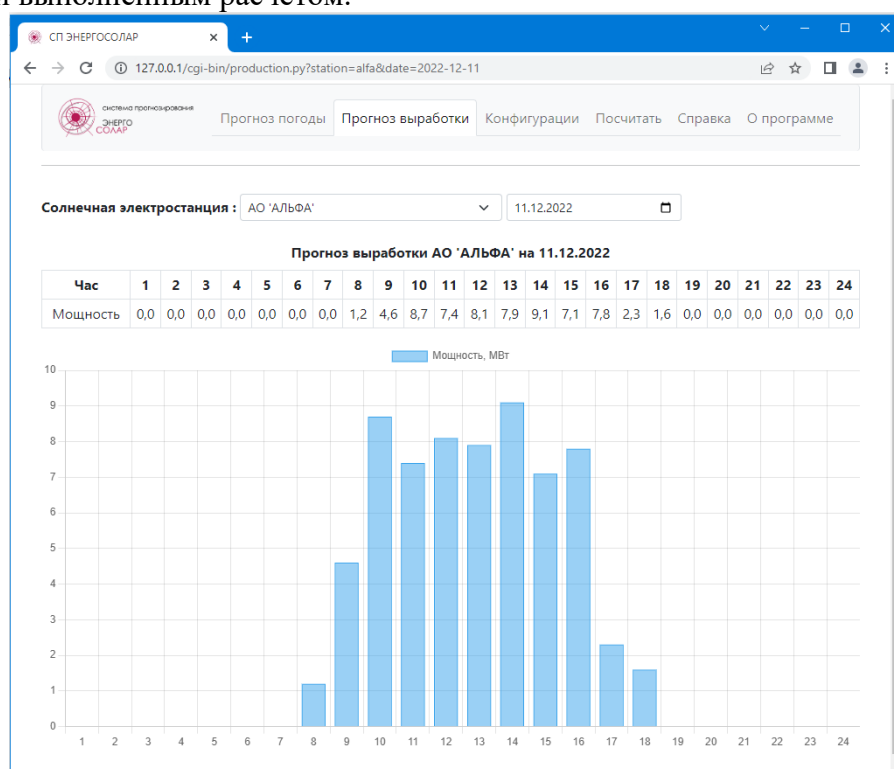 выполненным расчетом.
СП ЭНЕРГОСОЛАР
127.0.0.1/cgi-bin/production.py?station=alfa&date=2022-12-11
система прогнозирования
ЭНЕРГО
СОЛАР
Прогноз погоды Прогноз выработки Конфигурации Посчитать Справка О программе
Солнечная электростанция : АО 'АЛЬФА' 11.12.2022
Прогноз выработки АО 'АЛЬФА' на 11.12.2022
Час 1 2 3 4 5 6 7 8 9 10 11 12 13 14 15 16 17 18 19 20 21 22 23 24
Мощность 0,0 0,0 0,0 0,0 0,0 0,0 0,0 1,2 4,6 8,7 7,4 8,1 7,9 9,1 7,1 7,8 2,3 1,6 0,0 0,0 0,0 0,0 0,0 0,0
Мощность, МВт
10
9
8
7
6
5
4
3
2
1
0
1 2 3 4 5 6 7 8 9 10 11 12 13 14 15 16 17 18 19 20 21 22 23 24